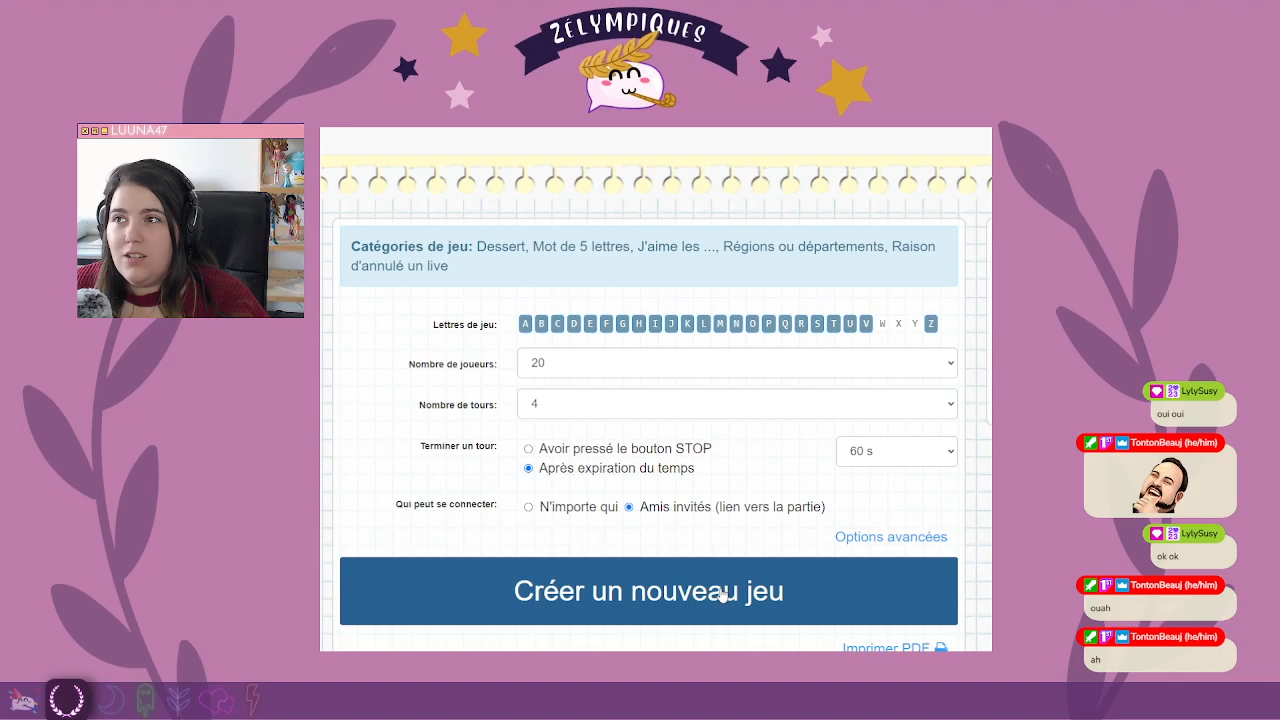 ZÉLYMPIQUES
LUUNA47
Catégories de jeu: Dessert, Mot de 5 lettres, J'aime les ..., Régions ou départements, Raison
d'annulé un live
Lettres de jeu: A B C D E F G H I J K L M N O P Q R S T U V W X Y Z
Nombre de joueurs: 20
Nombre de tours: 4
Terminer un tour: Avoir pressé le bouton STOP
Après expiration du temps
60 s
Qui peut se connecter: N'importe qui Amis invités (lien vers la partie)
Options avancées
Créer un nouveau jeu
Imprimer PDF
LylySusy
oui oui
1ST TontonBeauj (he/him)
LylySusy
ok ok
1ST TontonBeauj (he/him)
ouah
1ST TontonBeauj (he/him)
ah